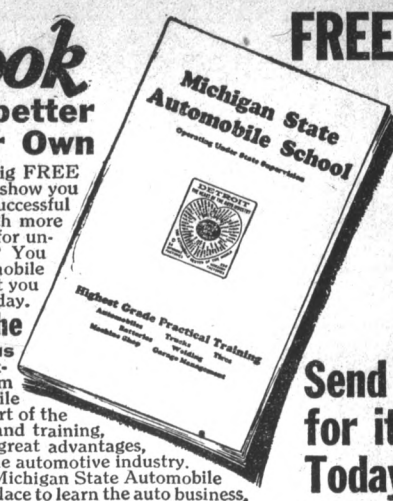 FREE
ook
better
r Own
ig FREE
show you
uccessful
h more
for un-
? You
mobile
t you
day.
he
us
m
ile
rt of the
and training,
great advantages,
e automotive industry.
Michigan State Automobile
place to learn the auto business.
Michigan State
Automobile School
Operating Under State Supervision
DETROIT
Highest Grade Practical Training
Automobiles Trucks Tires
Batteries Welding
Machine Shop Garage Management
Send
for it
Today